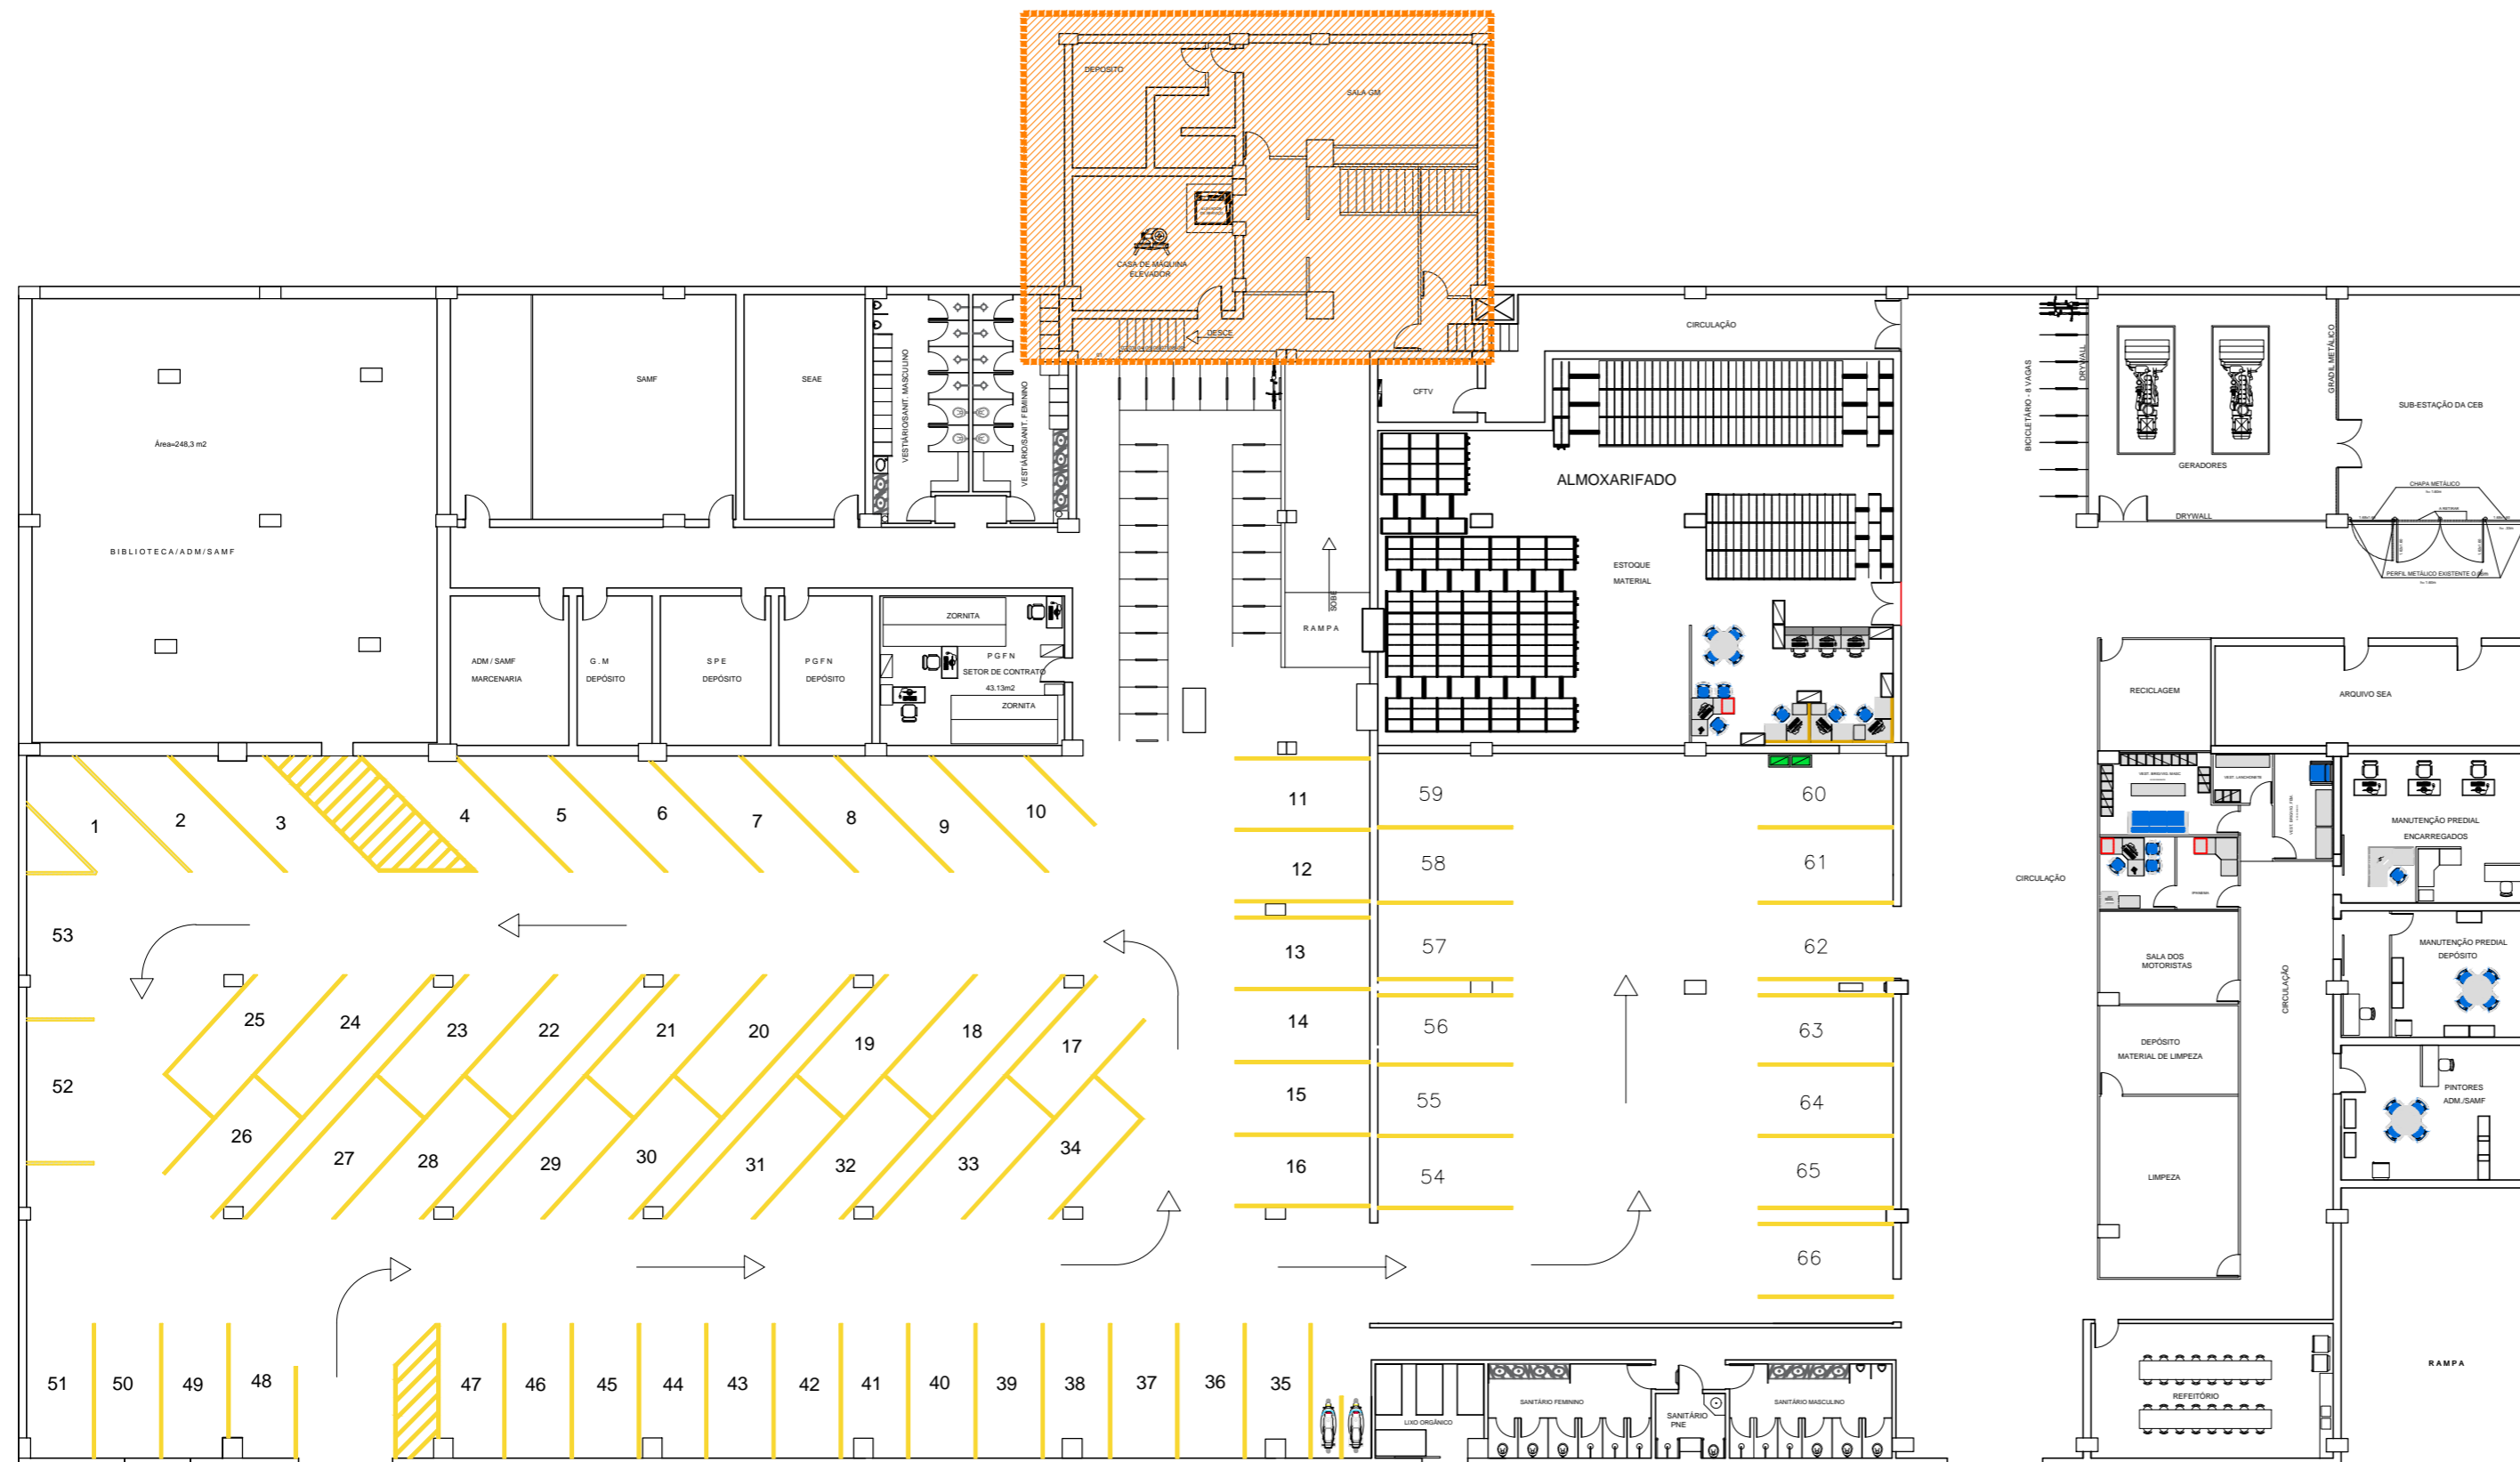 DEPOSITO
SALA GM
CASA DE MÁQUINA
ELEVADOR
DESCE
01
CIRCULAÇÃO
CFTV
SAMF
SEAE
VESTIÁRIO/SANIT. MASCULINO
VESTIÁRIO/SANIT. FEMININO
Área=248,3 m2
BIBLIOTECA/ADM/SAMF
ALMOXARIFADO
ESTOQUE
MATERIAL
SOBE
RAMPA
BICICLETÁRIO - 8 VAGAS
DRYWALL
GERADORES
DRYWALL
GRADIL METÁLICO
SUB-ESTAÇÃO DA CEB
CHAPA METÁLICO
PERFIL METÁLICO EXISTENTE
ADM / SAMF
MARCENARIA
G.M
DEPÓSITO
SPE
DEPÓSITO
PGFN
DEPÓSITO
ZORNITA
PGFN
SETOR DE CONTRATO
43.13m2
ZORNITA
RECICLAGEM
ARQUIVO SEA
VEST. LANCHONETE
MANUTENÇÃO PREDIAL
ENCARREGADOS
CIRCULAÇÃO
CIRCULAÇÃO
MANUTENÇÃO PREDIAL
DEPÓSITO
SALA DOS
MOTORISTAS
DEPÓSITO
MATERIAL DE LIMPEZA
PINTORES
ADM./SAMF
LIMPEZA
1
2
3
4
5
6
7
8
9
10
11
12
13
14
15
16
59
58
57
56
55
54
60
61
62
63
64
65
66
53
52
25
24
23
22
21
20
19
18
17
26
27
28
29
30
31
32
33
34
51
50
49
48
47
46
45
44
43
42
41
40
39
38
37
36
35
LIXO ORGÂNICO
SANITÁRIO FEMININO
SANITÁRIO
PNE
SANITÁRIO MASCULINO
REFEITÓRIO
RAMPA